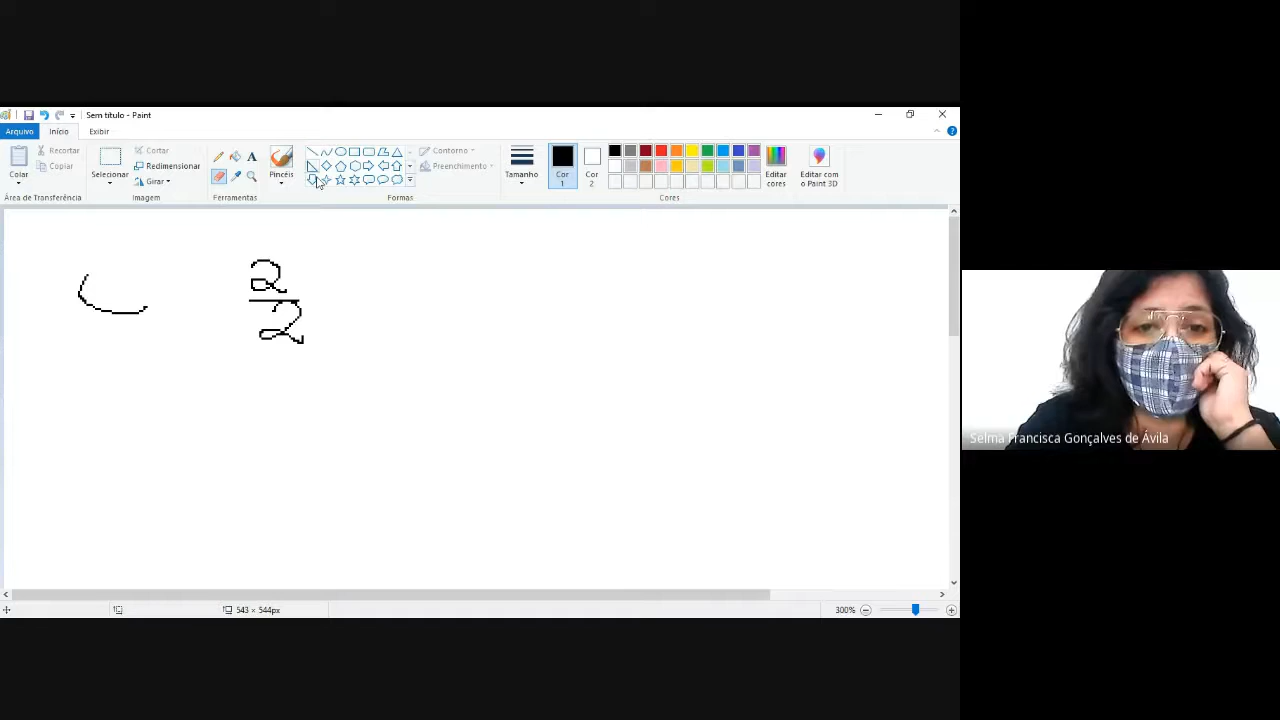 Sem título - Paint
Arquivo Início Exibir
Colar
Recortar
Copiar
Área de Transferência
Selecionar
Cortar
Redimensionar
Girar
Imagem
A
Ferramentas
Pincéis
Formas
Contorno
Preenchimento
Tamanho
Cor 1
Cor 2
Cores
Editar cores
Editar com o Paint 3D
2
2
543 × 544px
300%
Selma Francisca Gonçalves de Ávila